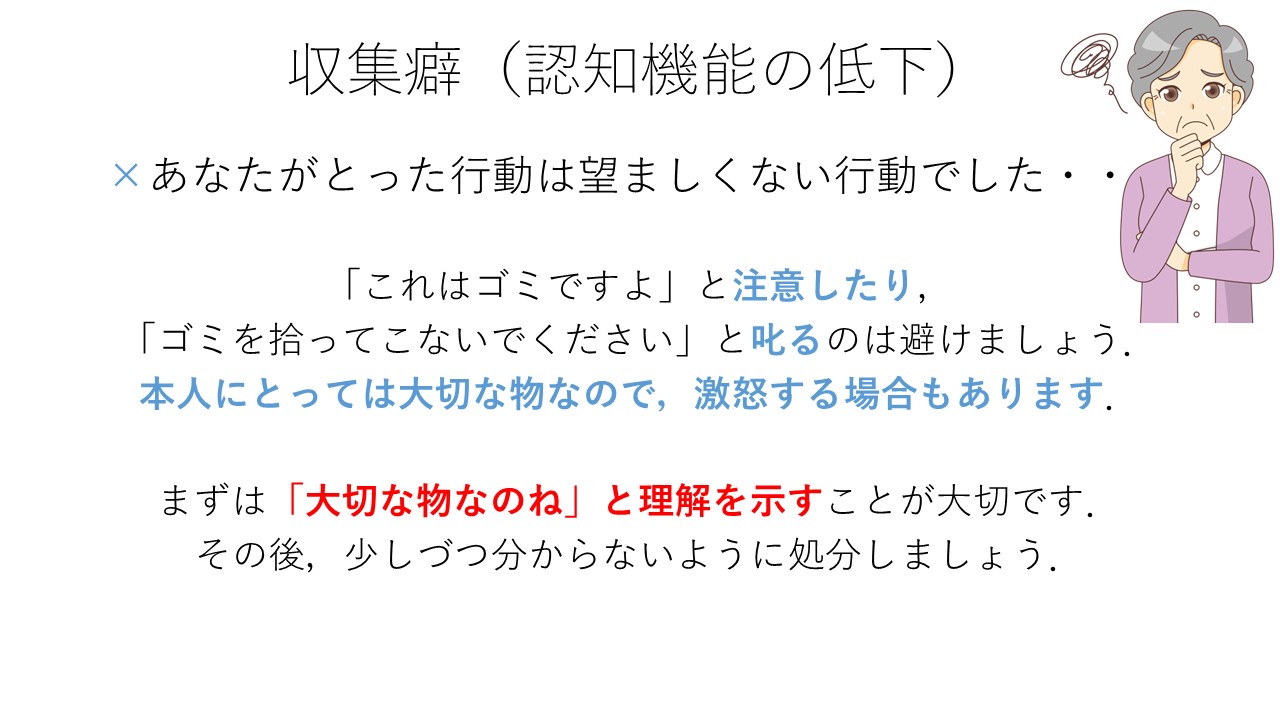 収集癖（認知機能の低下）
×あなたがとった行動は望ましくない行動でした・・
「これはゴミですよ」と注意したり，
「ゴミを拾ってこないでください」と叱るのは避けましょう．
本人にとっては大切な物なので，激怒する場合もあります．
まずは「大切な物なのね」と理解を示すことが大切です．
その後，少しづつ分からないように処分しましょう．